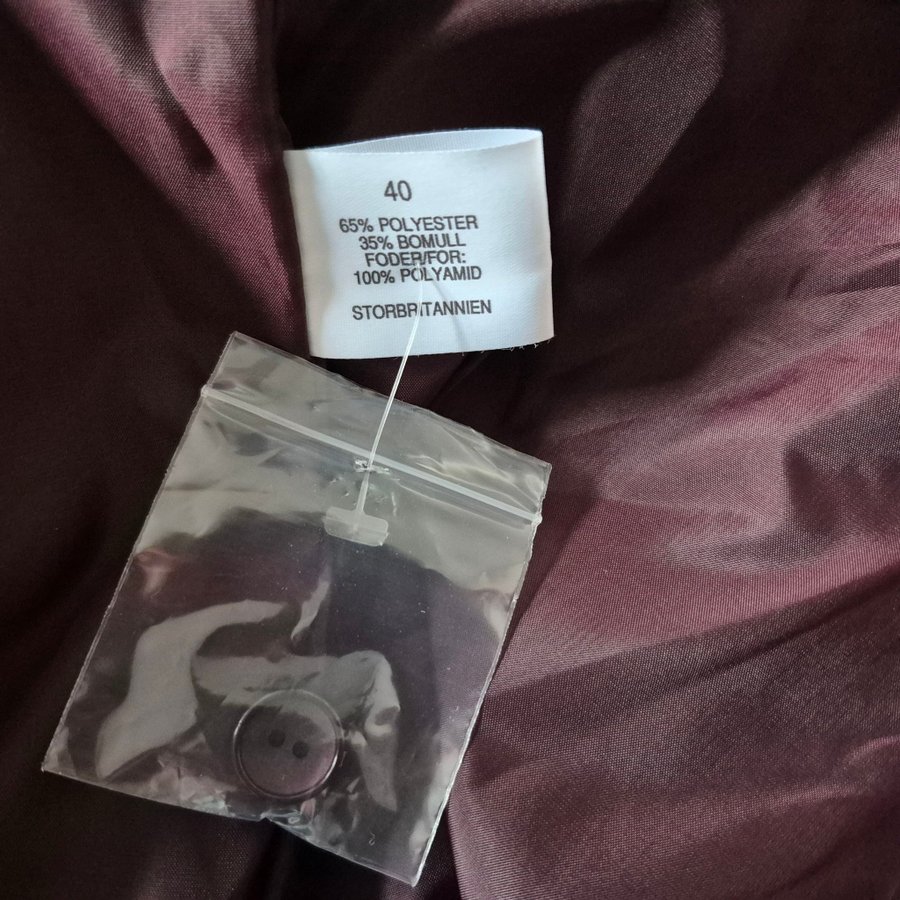 40
65% POLYESTER
35% BOMULL
FODER/FOR:
100% POLYAMID
STORBRITANNIEN